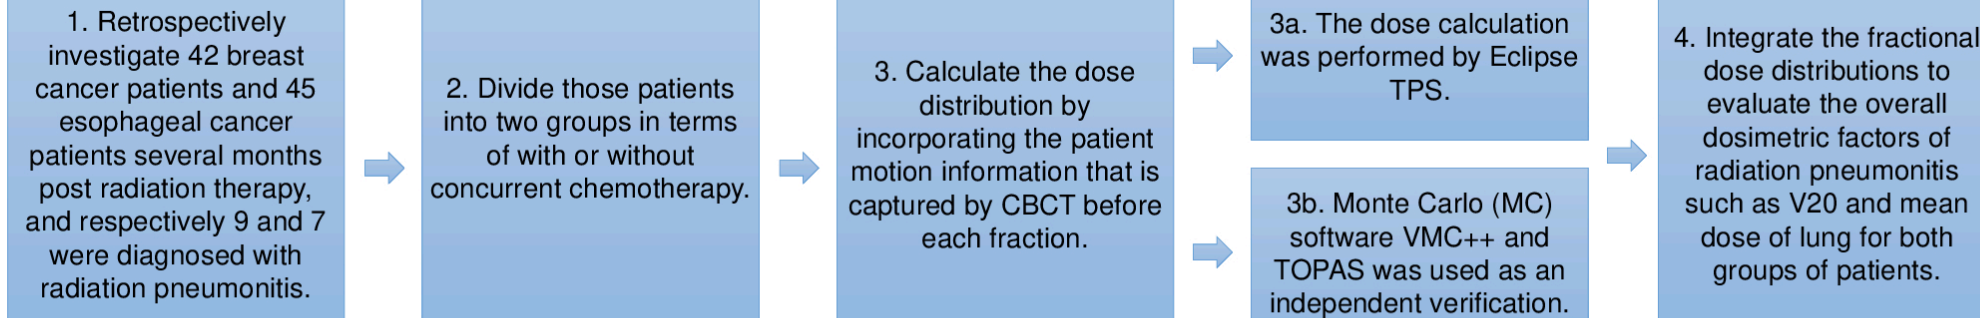 1. Retrospectively
investigate 42 breast
cancer patients and 45
esophageal cancer
patients several months
post radiation therapy,
and respectively 9 and 7
were diagnosed with
radiation pneumonitis.
2. Divide those patients
into two groups in terms
of with or without
concurrent chemotherapy.
3. Calculate the dose
distribution by
incorporating the patient
motion information that is
captured by CBCT before
each fraction.
3a. The dose calculation
was performed by Eclipse
TPS.
3b. Monte Carlo (MC)
software VMC++ and
TOPAS was used as an
independent verification.
4. Integrate the fractional
dose distributions to
evaluate the overall
dosimetric factors of
radiation pneumonitis
such as V20 and mean
dose of lung for both
groups of patients.